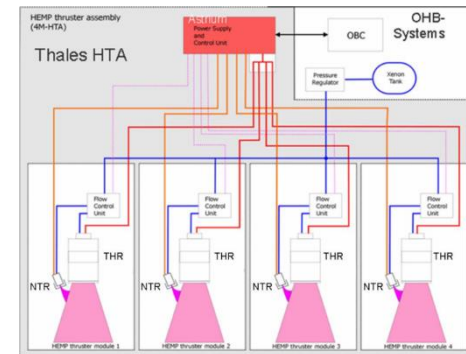 HEMP thruster assembly
(4M-HTA)
Thales HTA
Astrium
Power Supply
and
Control Unit
OBC
OHB-
Systems
Pressure
Regulator
Xenon
Tank
Flow
Control
Unit
THR
NTR
HEMP thruster module 1
Flow
Control
Unit
THR
NTR
HEMP thruster module 2
Flow
Control
Unit
THR
NTR
HEMP thruster module 3
Flow
Control
Unit
THR
NTR
HEMP thruster module 4